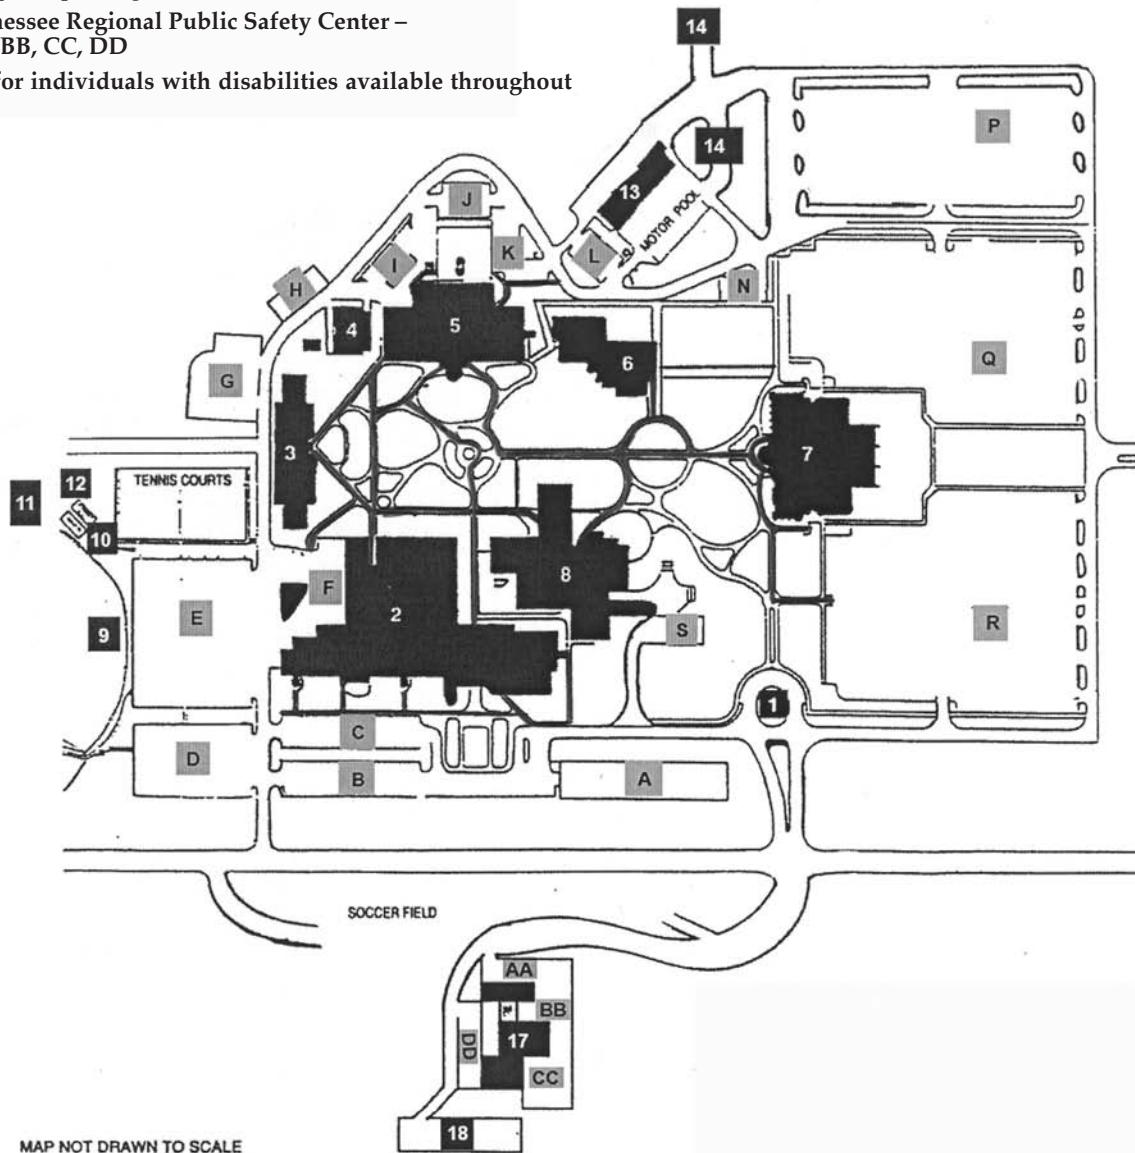 nessee Regional Public Safety Center –
BB, CC, DD
for individuals with disabilities available throughout
14
P
14
13
J
MOTOR POOL
K
L
I
N
H
5
4
6
Q
G
7
3
12
TENNIS COURTS
11
10
8
F
2
E
S
R
9
1
C
D
B
A
SOCCER FIELD
AA
BB
17
DD
CC
18
MAP NOT DRAWN TO SCALE